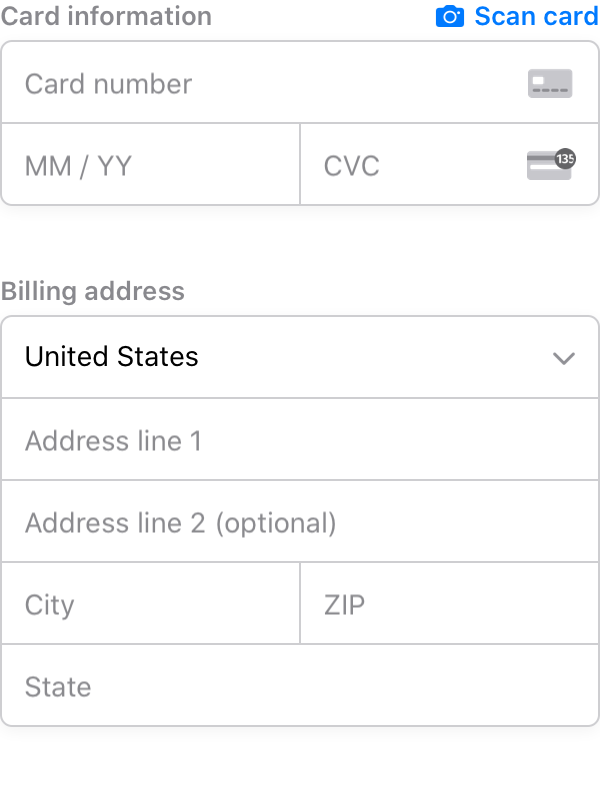 Card information
Scan card
Card number
MM / YY
CVC
135
Billing address
United States
Address line 1
Address line 2 (optional)
City
ZIP
State